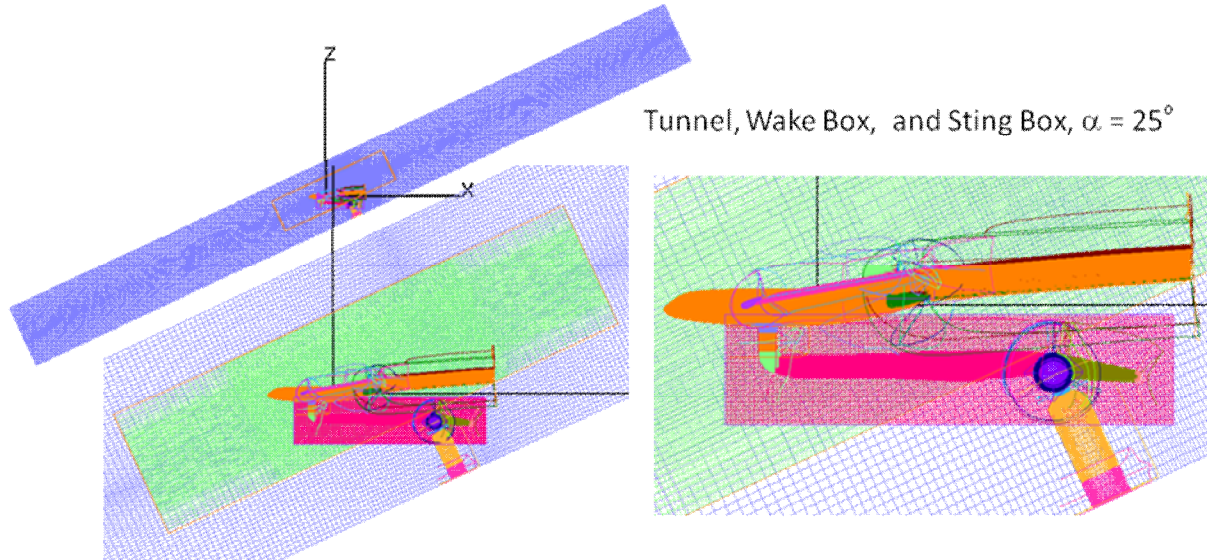 Z
X
Tunnel, Wake Box, and Sting Box, α = 25°